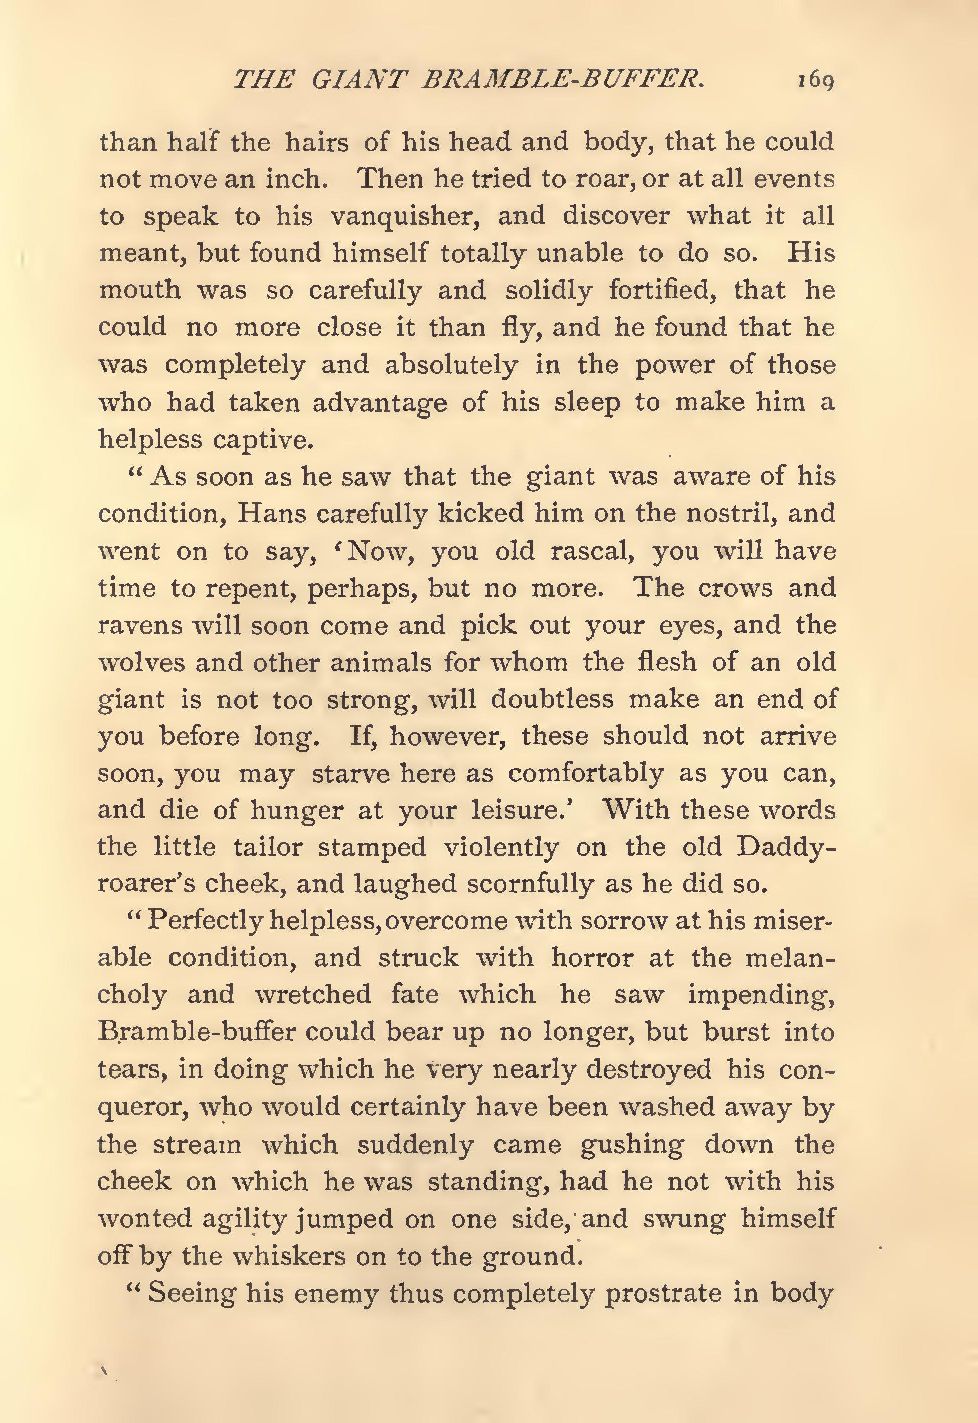 THE GIANT BRAMBLE-BUFFER. 169
than half the hairs of his head and body, that he could
not move an inch. Then he tried to roar, or at all events
to speak to his vanquisher, and discover what it all
meant, but found himself totally unable to do so. His
mouth was so carefully and solidly fortified, that he
could no more close it than fly, and he found that he
was completely and absolutely in the power of those
who had taken advantage of his sleep to make him a
helpless captive.
“ As soon as he saw that the giant was aware of his
condition, Hans carefully kicked him on the nostril, and
went on to say, ‘Now, you old rascal, you will have
time to repent, perhaps, but no more. The crows and
ravens will soon come and pick out your eyes, and the
wolves and other animals for whom the flesh of an old
giant is not too strong, will doubtless make an end of
you before long. If, however, these should not arrive
soon, you may starve here as comfortably as you can,
and die of hunger at your leisure.’ With these words
the little tailor stamped violently on the old Daddy-
roarer’s cheek, and laughed scornfully as he did so.
“ Perfectly helpless, overcome with sorrow at his miser-
able condition, and struck with horror at the melan-
choly and wretched fate which he saw impending,
Bramble-buffer could bear up no longer, but burst into
tears, in doing which he very nearly destroyed his con-
queror, who would certainly have been washed away by
the stream which suddenly came gushing down the
cheek on which he was standing, had he not with his
wonted agility jumped on one side, and swung himself
off by the whiskers on to the ground.
“ Seeing his enemy thus completely prostrate in body